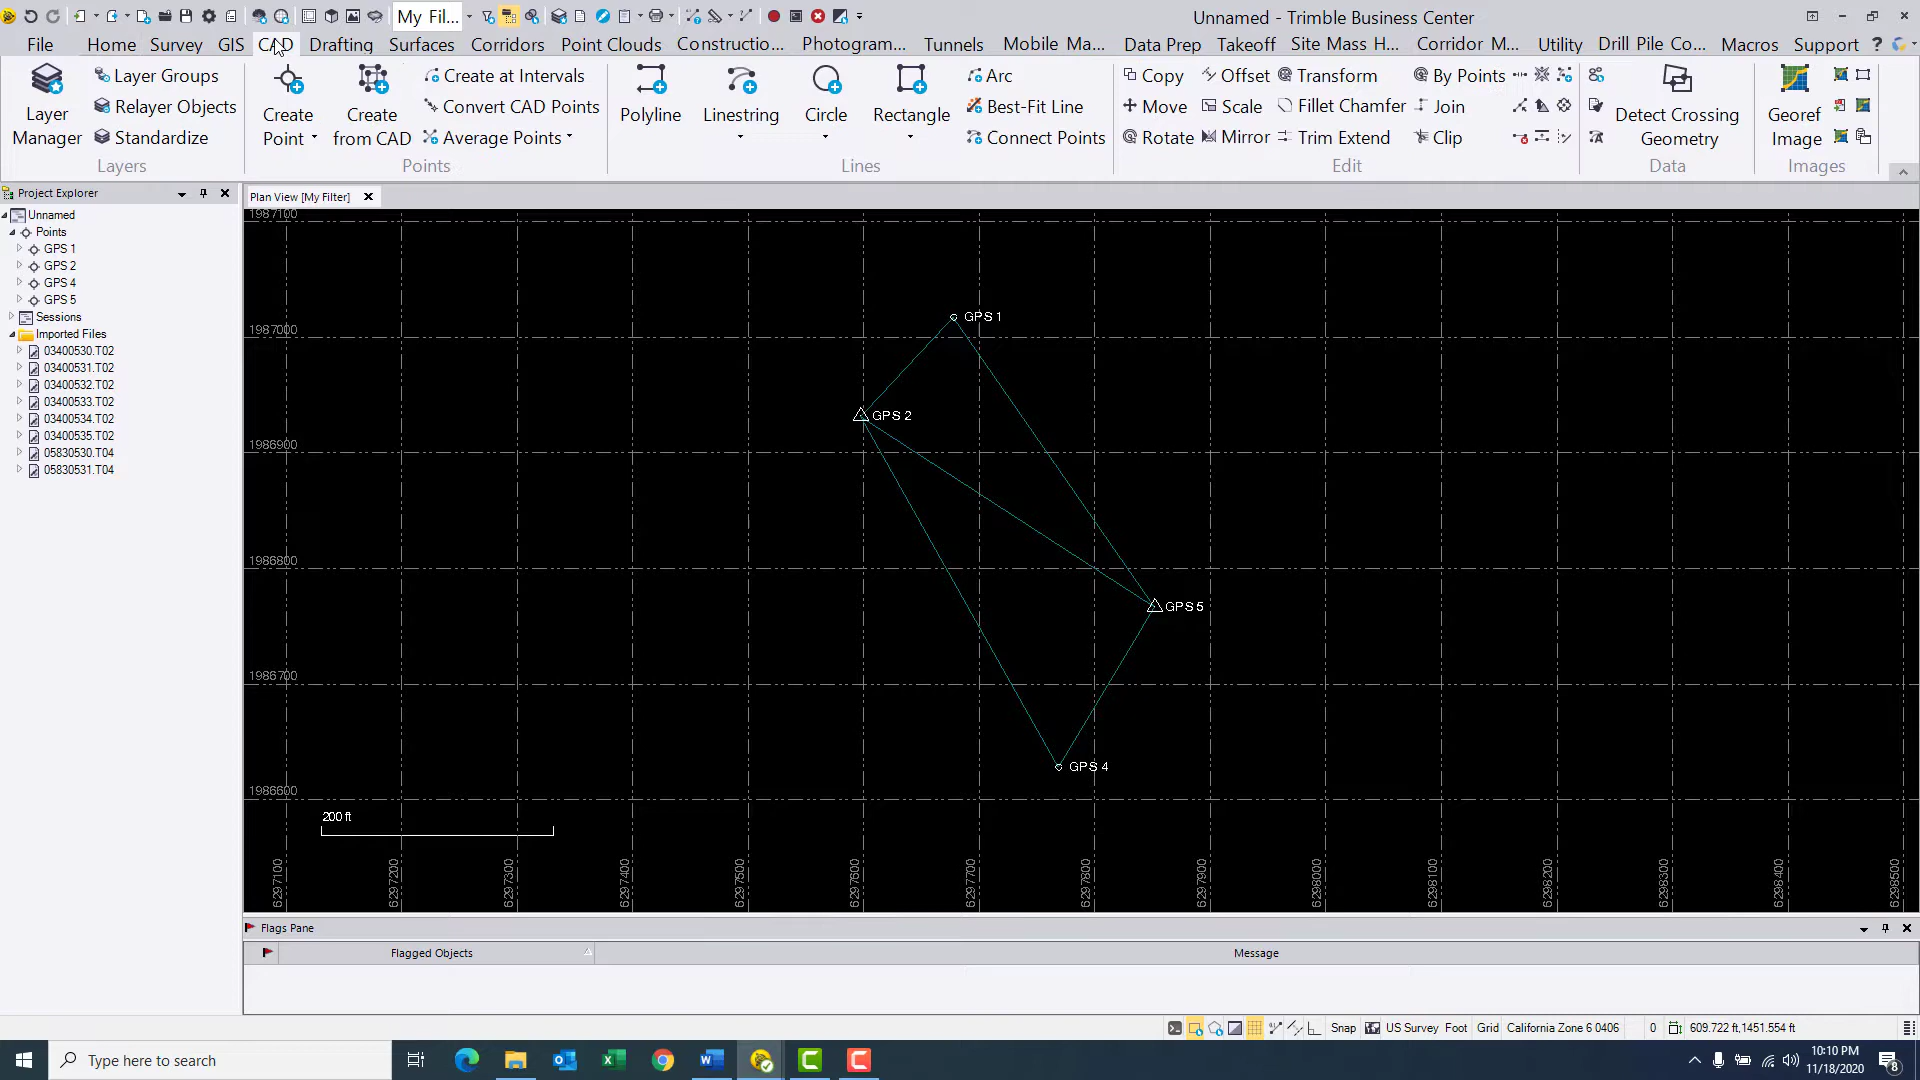 My Fil...
Unnamed - Trimble Business Center
File Home Survey GIS CAD Drafting Surfaces Corridors Point Clouds Constructio... Photogram... Tunnels Mobile Ma... Data Prep Takeoff Site Mass H... Corridor M... Utility Drill Pile Co... Macros Support
Layer Manager
Layer Groups
Relayer Objects
Standardize
Layers
Create Point
Create from CAD
Create at Intervals
Convert CAD Points
Average Points
Points
Polyline
Linestring
Circle
Rectangle
Arc
Best-Fit Line
Connect Points
Lines
Copy Offset Transform By Points
Move Scale Fillet Chamfer Join
Rotate Mirror Trim Extend Clip
Edit
Detect Crossing Geometry
Data
Georef Image
Images
Project Explorer
Unnamed
Points
GPS 1
GPS 2
GPS 4
GPS 5
Sessions
Imported Files
03400530.T02
03400531.T02
03400532.T02
03400533.T02
03400534.T02
03400535.T02
05830530.T04
05830531.T04
Plan View [My Filter]
1987100
1987000
1986900
1986800
1986700
1986600
GPS 1
GPS 2
GPS 5
GPS 4
200 ft
6297100 6297200 6297300 6297400 6297500 6297600 6297700 6297800 6297900 6298000 6298100 6298200 6298300 6298400 6298500
Flags Pane
Flagged Objects Message
Snap US Survey Foot Grid California Zone 6 0406 0 609.722 ft,1451.554 ft
Type here to search
10:10 PM
11/18/2020
8